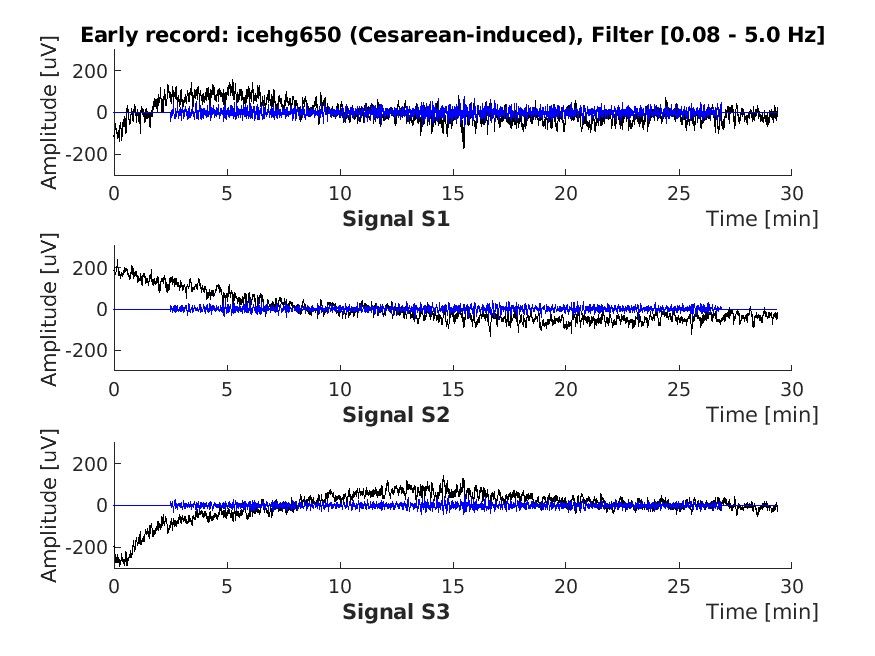 Early record: icehg650 (Cesarean-induced), Filter [0.08 - 5.0 Hz]
Amplitude [uV]
200
0
-200
0 5 10 15 20 25 30
Signal S1 Time [min]
Amplitude [uV]
200
0
-200
0 5 10 15 20 25 30
Signal S2 Time [min]
Amplitude [uV]
200
0
-200
0 5 10 15 20 25 30
Signal S3 Time [min]